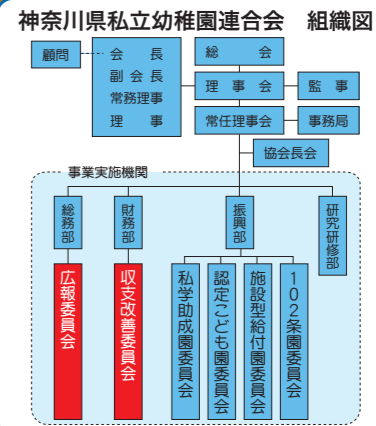 神奈川県私立幼稚園連合会　組織図
顧問
会　長
副会長
常務理事
理　事
総　会
理事会
監　事
常任理事会
事務局
協会長会
事業実施機関
総務部
財務部
振興部
研究研修部
広報委員会
収支改善委員会
私学助成園委員会
認定こども園委員会
施設型給付園委員会
102条園委員会